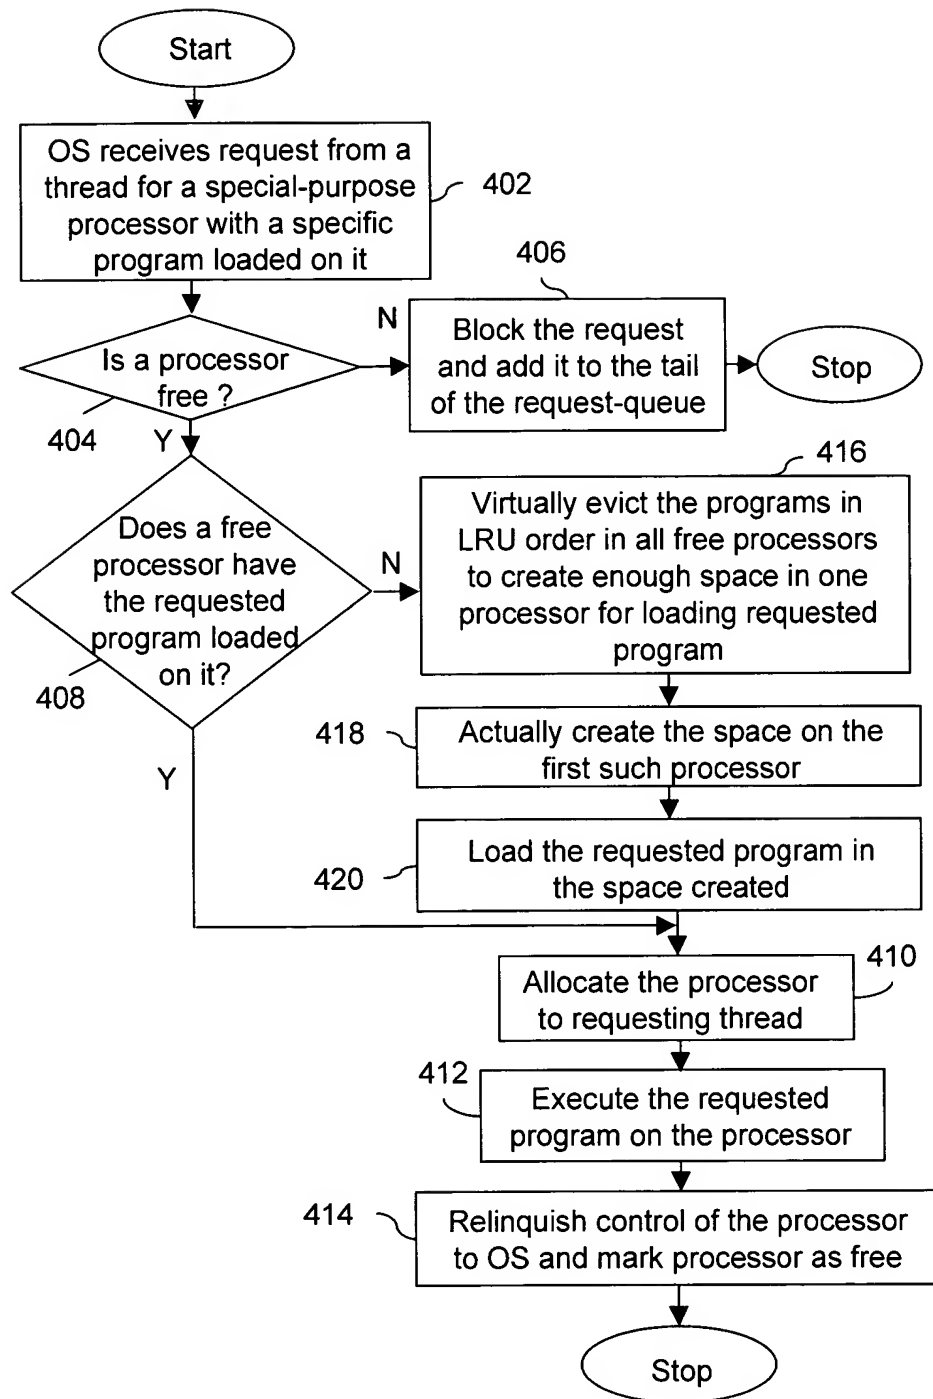 Start
OS receives request from a
thread for a special-purpose
processor with a specific
program loaded on it
402
406
N
Block the request
and add it to the tail
of the request-queue
Stop
Is a processor
free ?
404
Y
416
Virtually evict the programs in
LRU order in all free processors
to create enough space in one
processor for loading requested
program
Does a free
processor have
the requested
program loaded
on it?
N
408
418
Actually create the space on the
first such processor
Y
420
Load the requested program in
the space created
410
Allocate the processor
to requesting thread
412
Execute the requested
program on the processor
414
Relinquish control of the processor
to OS and mark processor as free
Stop